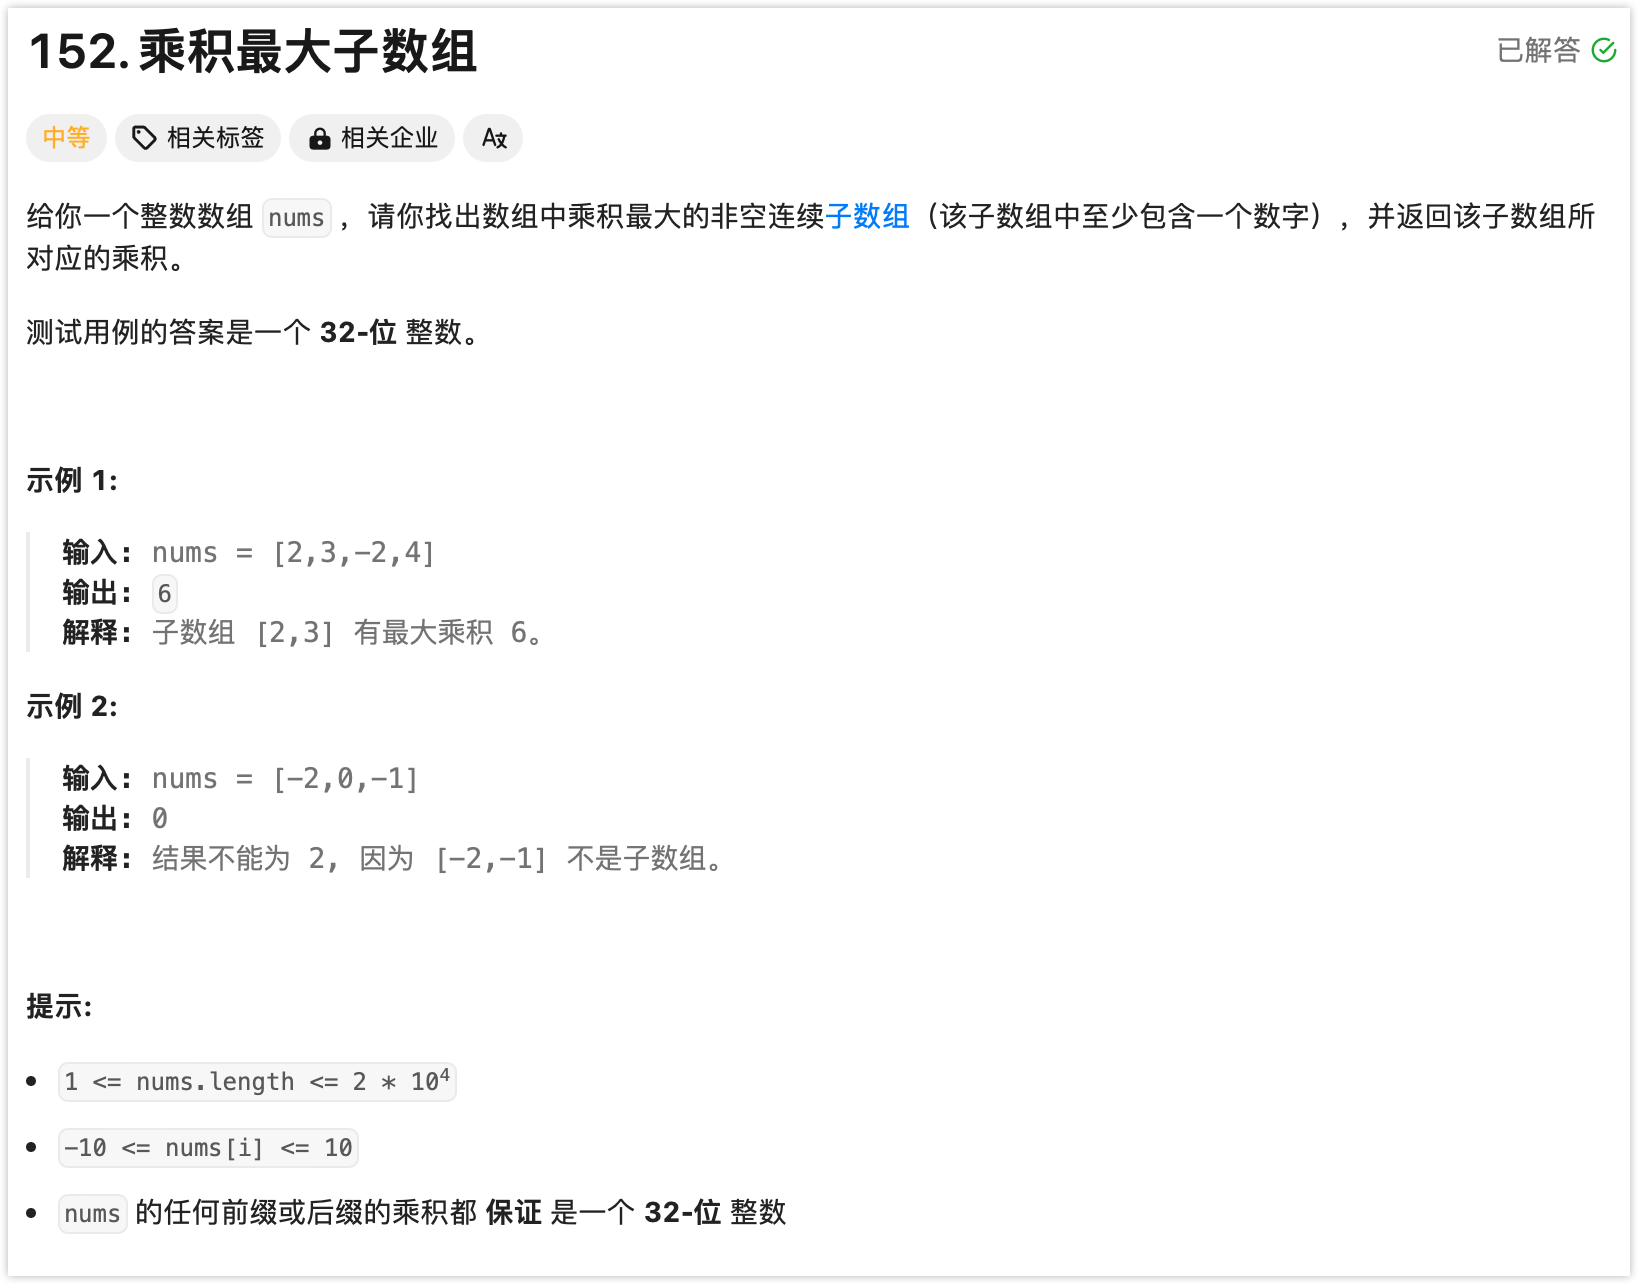 152. 乘积最大子数组
已解答
中等
相关标签
相关企业
给你一个整数数组 nums ，请你找出数组中乘积最大的非空连续子数组（该子数组中至少包含一个数字），并返回该子数组所
对应的乘积。
测试用例的答案是一个 32-位 整数。
示例 1:
输入: nums = [2,3,-2,4]
输出: 6
解释: 子数组 [2,3] 有最大乘积 6。
示例 2:
输入: nums = [-2,0,-1]
输出: 0
解释: 结果不能为 2, 因为 [-2,-1] 不是子数组。
提示:
1 <= nums.length <= 2 * 10⁴
-10 <= nums[i] <= 10
nums 的任何前缀或后缀的乘积都 保证 是一个 32-位 整数